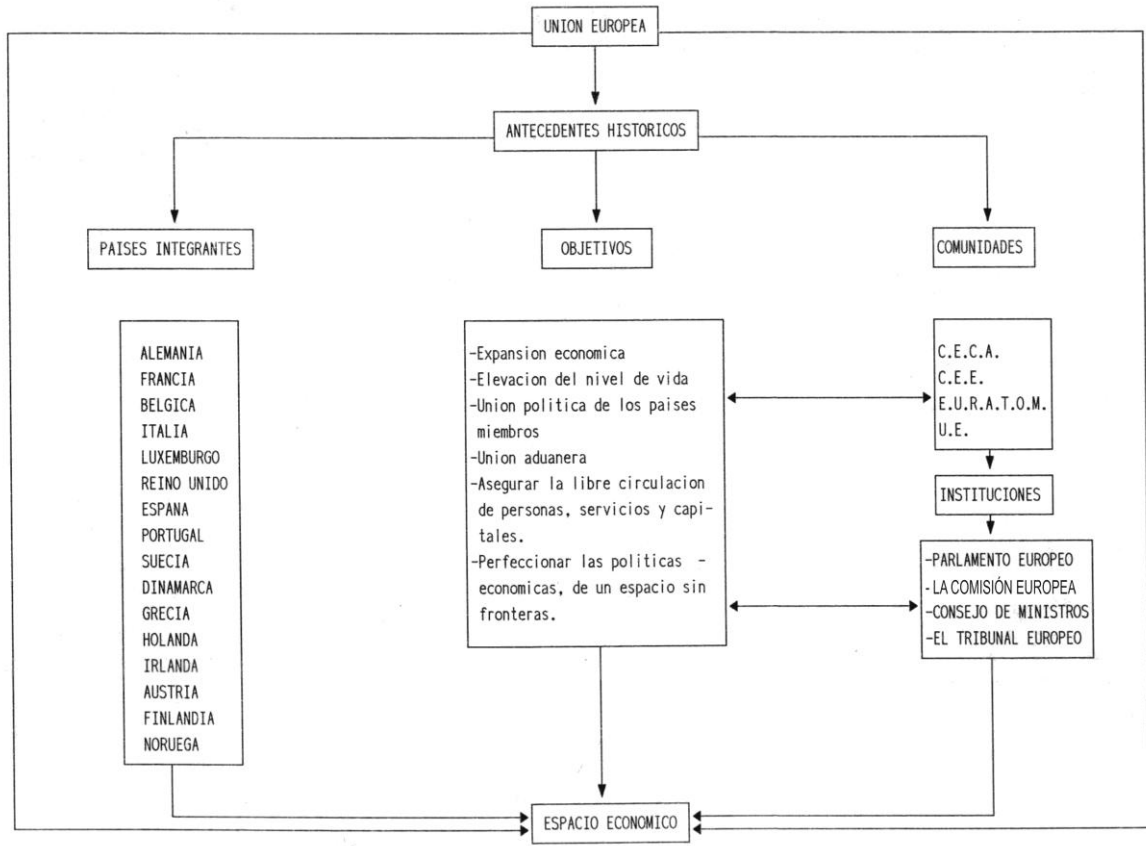 UNION EUROPEA
ANTECEDENTES HISTORICOS
PAISES INTEGRANTES
OBJETIVOS
COMUNIDADES
ALEMANIA
FRANCIA
BELGICA
ITALIA
LUXEMBURGO
REINO UNIDO
ESPANA
PORTUGAL
SUECIA
DINAMARCA
GRECIA
HOLANDA
IRLANDA
AUSTRIA
FINLANDIA
NORUEGA
-Expansion economica
-Elevacion del nivel de vida
-Union politica de los paises
miembros
-Union aduanera
-Asegurar la libre circulacion
de personas, servicios y capi-
tales.
-Perfeccionar las politicas -
economicas, de un espacio sin
fronteras.
C.E.C.A.
C.E.E.
E.U.R.A.T.O.M.
U.E.
INSTITUCIONES
-PARLAMENTO EUROPEO
- LA COMISIÓN EUROPEA
-CONSEJO DE MINISTROS
-EL TRIBUNAL EUROPEO
ESPACIO ECONOMICO